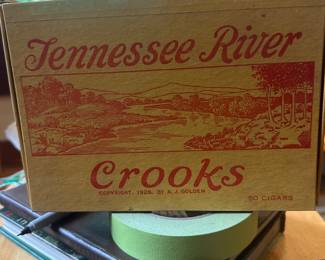 Tennessee River
Crooks
COPYRIGHT, 1926, BY A. J. GOLDEN
50 CIGARS